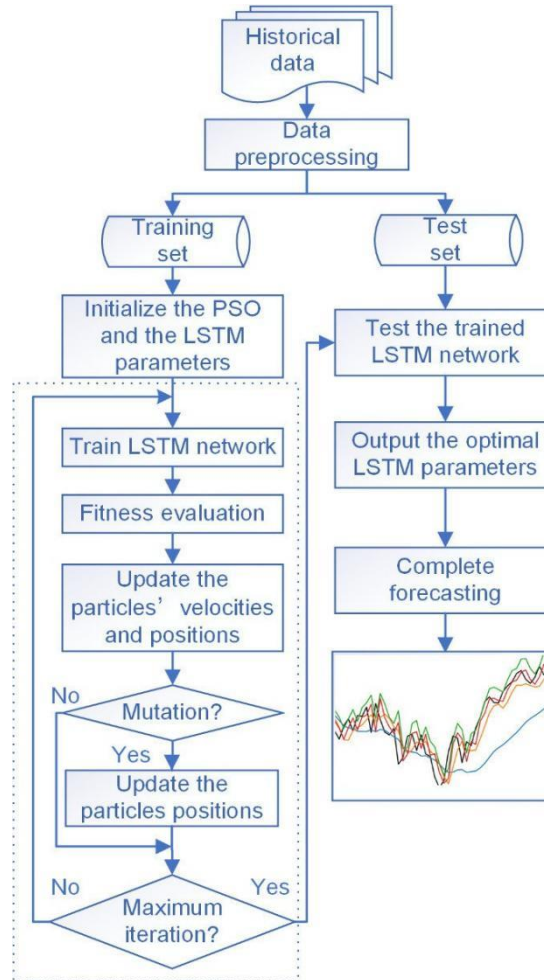 Historical
data
Data
preprocessing
Training
set
Test
set
Initialize the PSO
and the LSTM
parameters
Test the trained
LSTM network
Train LSTM network
Output the optimal
LSTM parameters
Fitness evaluation
Update the
particles' velocities
and positions
Complete
forecasting
No
Mutation?
Yes
Update the
particles positions
No
Yes
Maximum
iteration?